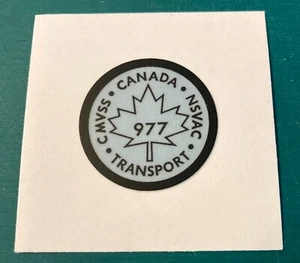 CMVSS • CANADA • NSVAC • TRANSPORT •
977